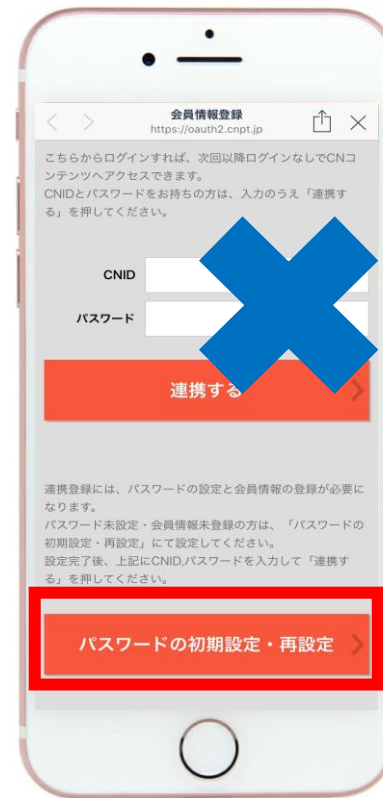 会員情報登録
https://oauth2.cnpt.jp
こちらからログインすれば、次回以降ログインなしでCNコ
ンテンツへアクセスできます。
CNIDとパスワードをお持ちの方は、入力のうえ「連携す
る」を押してください。
CNID
パスワード
連携する
連携登録には、パスワードの設定と会員情報の登録が必要に
なります。
パスワード未設定・会員情報未登録の方は、「パスワードの
初期設定・再設定」にて設定してください。
設定完了後、上記にCNID,パスワードを入力して「連携す
る」を押してください。
パスワードの初期設定・再設定